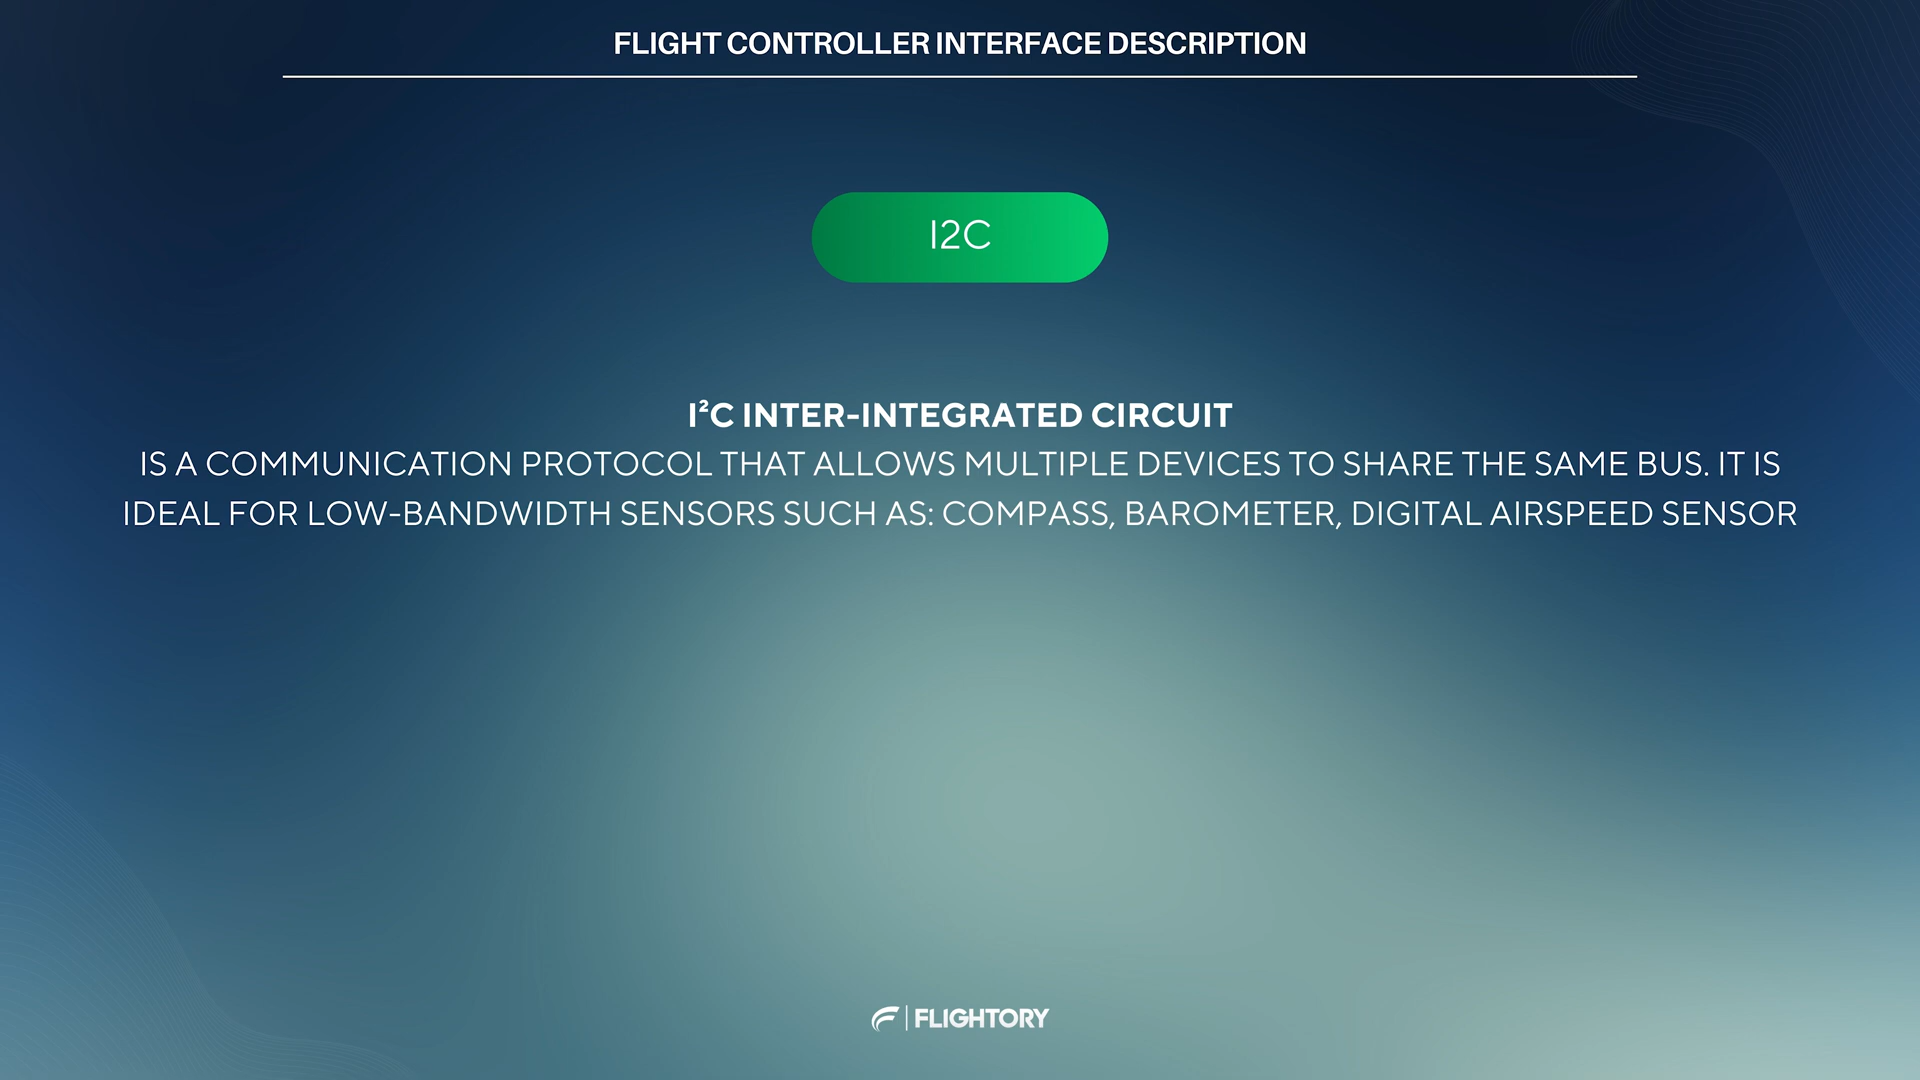 FLIGHT CONTROLLER INTERFACE DESCRIPTION
I2C
I²C INTER-INTEGRATED CIRCUIT
IS A COMMUNICATION PROTOCOL THAT ALLOWS MULTIPLE DEVICES TO SHARE THE SAME BUS. IT IS
IDEAL FOR LOW-BANDWIDTH SENSORS SUCH AS: COMPASS, BAROMETER, DIGITAL AIRSPEED SENSOR
FLIGHTORY